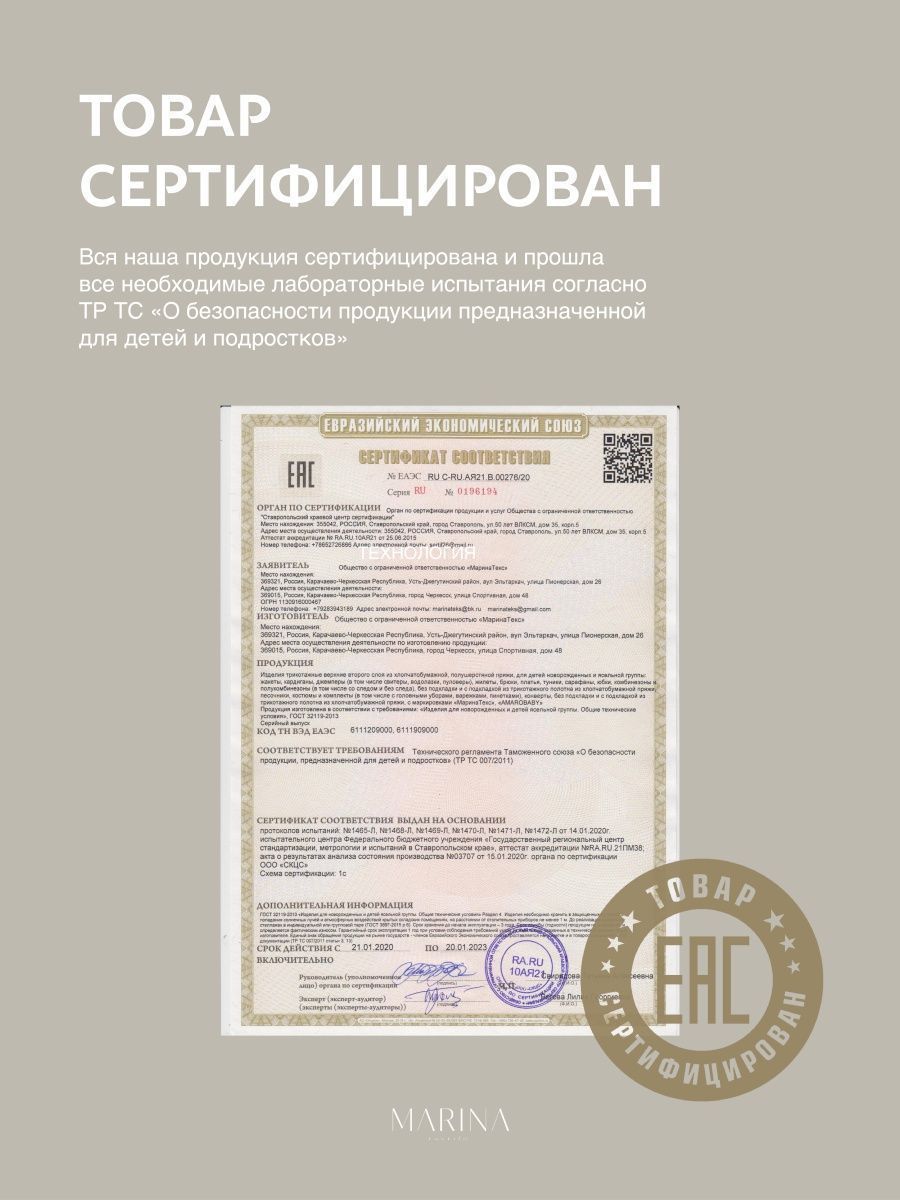 ТОВАР
СЕРТИФИЦИРОВАН
Вся наша продукция сертифицирована и прошла
все необходимые лабораторные испытания согласно
ТР ТС «О безопасности продукции предназначенной
для детей и подростков»
ЕВРАЗИЙСКИЙ ЭКОНОМИЧЕСКИЙ СОЮЗ
СЕРТИФИКАТ СООТВЕТСТВИЯ
EAC
№ ЕАЭС RU C-RU.АЯ21.В.00276/20
Серия RU № 0196194
ОРГАН ПО СЕРТИФИКАЦИИ Орган по сертификации продукции и услуг Общества с ограниченной ответственностью
"Ставропольский краевой центр сертификации"
Место нахождения: 355042, РОССИЯ, Ставропольский край, город Ставрополь, ул.50 лет ВЛКСМ, дом 35, корп.5
Адрес места осуществления деятельности: 355042, РОССИЯ, Ставропольский край, город Ставрополь, ул.50 лет ВЛКСМ, дом 35, корп.5
Аттестат аккредитации № RA.RU.10АЯ21 от 25.06.2015
Номер телефона: +78652726695 Адрес электронной почты: sertif26@mail.ru
ТЕХНОЛОГИЯ
ЗАЯВИТЕЛЬ Общество с ограниченной ответственностью «МаринаТекс»
Место нахождения:
369321, Россия, Карачаево-Черкесская Республика, Усть-Джегутинский район, аул Эльтаркач, улица Пионерская, дом 26
Адрес места осуществления деятельности:
369015, Россия, Карачаево-Черкесская Республика, город Черкесск, улица Спортивная, дом 48
ОГРН 1130916000467
Номер телефона: +79283943189 Адрес электронной почты: marinateks@bk.ru marinateks@gmail.com
ИЗГОТОВИТЕЛЬ Общество с ограниченной ответственностью «МаринаТекс»
Место нахождения:
369321, Россия, Карачаево-Черкесская Республика, Усть-Джегутинский район, аул Эльтаркач, улица Пионерская, дом 26
Адрес места осуществления деятельности по изготовлению продукции:
369015, Россия, Карачаево-Черкесская Республика, город Черкесск, улица Спортивная, дом 48
ПРОДУКЦИЯ
Изделия трикотажные верхние второго слоя из хлопчатобумажной, полушерстяной пряжи, для детей новорожденных и ясельной группы:
жакеты, кардиганы, джемперы (в том числе свитеры, водолазки, пуловеры), жилеты, брюки, платья, туники, сарафаны, юбки, комбинезоны и
полукомбинезоны (в том числе со следом и без следа), без подкладки и с подкладкой из трикотажного полотна из хлопчатобумажной пряжи,
песочники, костюмы и комплекты (в том числе с головными уборами, варежками, пинетками), конверты, без подкладки и с подкладкой из
трикотажного полотна из хлопчатобумажной пряжи, с маркировками «МаринаТекс», «AMAROBABY»
Продукция изготовлена в соответствии с требованиями: «Изделия для новорожденных и детей ясельной группы. Общие технические
условия», ГОСТ 32119-2013
Серийный выпуск
КОД ТН ВЭД ЕАЭС 6111209000, 6111909000
СООТВЕТСТВУЕТ ТРЕБОВАНИЯМ Технического регламента Таможенного союза «О безопасности
продукции, предназначенной для детей и подростков» (ТР ТС 007/2011)
СЕРТИФИКАТ СООТВЕТСТВИЯ ВЫДАН НА ОСНОВАНИИ
протоколов испытаний: №1465-Л, №1468-Л, №1469-Л, №1470-Л, №1471-Л, №1472-Л от 14.01.2020г.
испытательного центра Федерального бюджетного учреждения «Государственный региональный центр
стандартизации, метрологии и испытаний в Ставропольском крае», аттестат аккредитации №RA.RU.21ПМ38;
акта о результатах анализа состояния производства №03707 от 15.01.2020г. органа по сертификации
ООО «СКЦС»
Схема сертификации: 1с
ДОПОЛНИТЕЛЬНАЯ ИНФОРМАЦИЯ
СРОК ДЕЙСТВИЯ С 21.01.2020 ПО 20.01.2023
ВКЛЮЧИТЕЛЬНО
Руководитель (уполномоченное
лицо) органа по сертификации
(подпись)
М.П.
(Ф.И.О.)
Эксперт (эксперт-аудитор)
(эксперты (эксперты-аудиторы))
(подпись)
(Ф.И.О.)
RA.RU
10АЯ21
ТОВАР
EAC
СЕРТИФИЦИРОВАН
MARINA